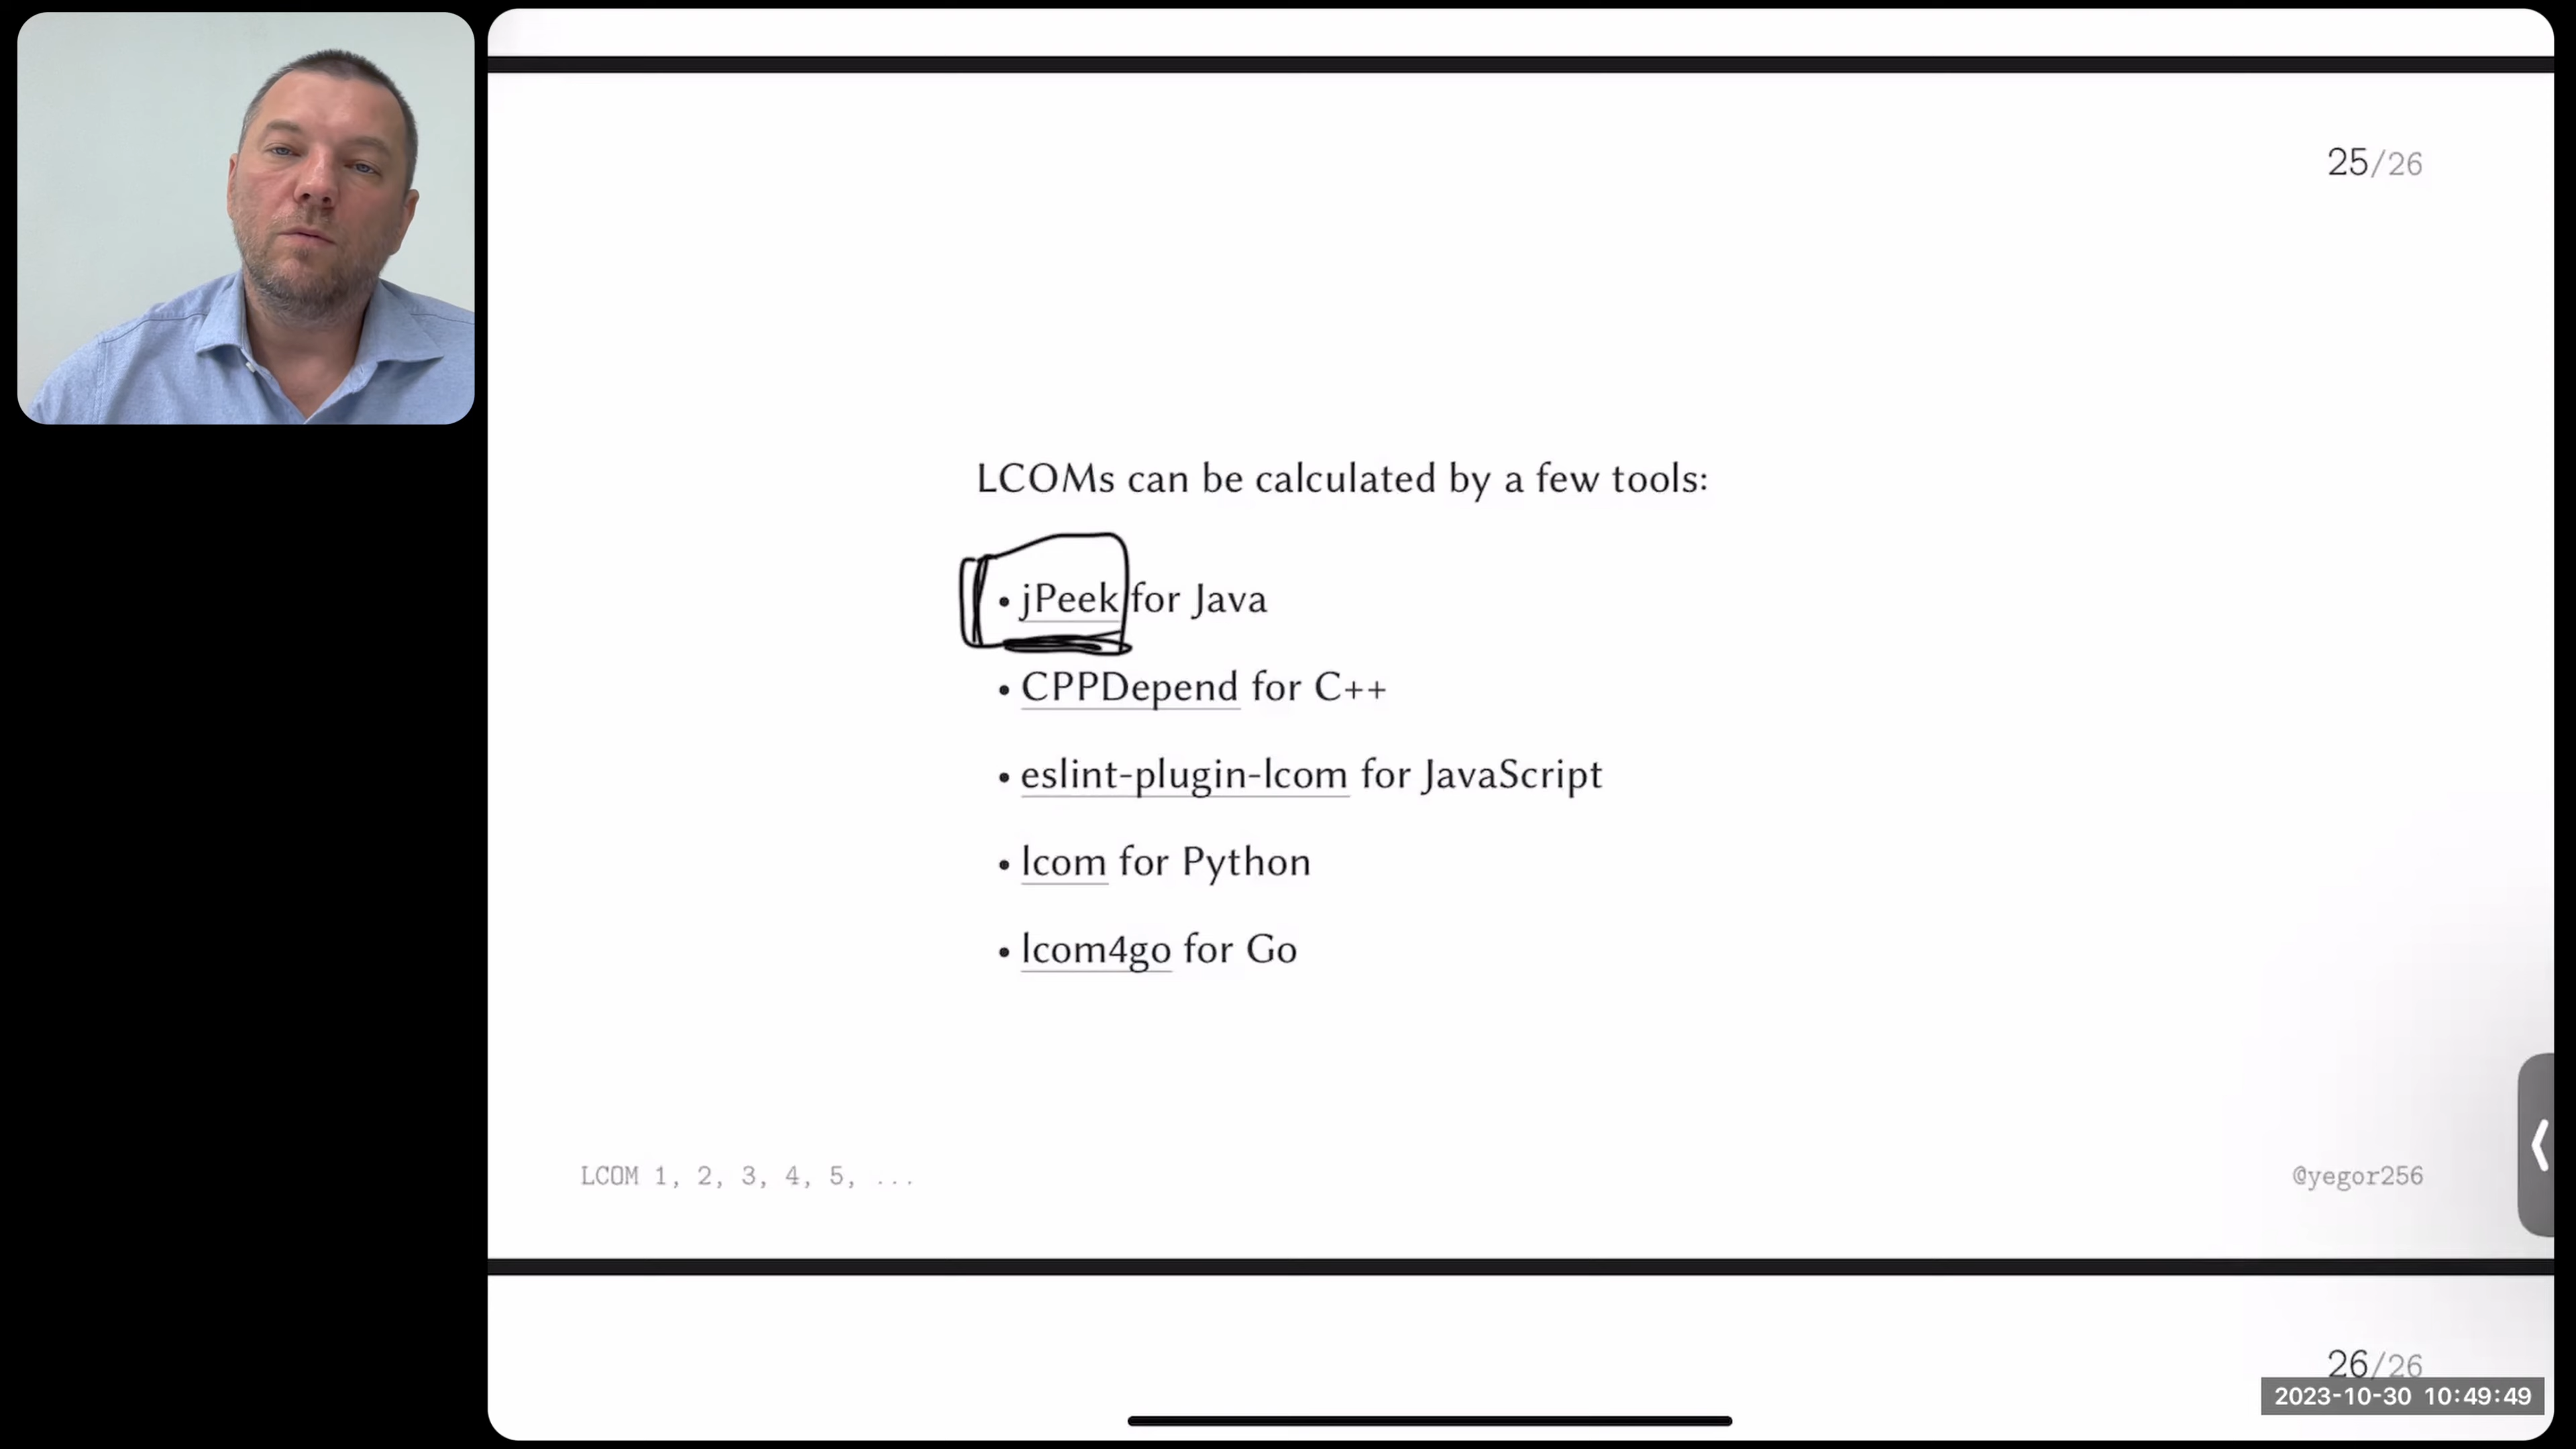 25/26
LCOMs can be calculated by a few tools:
• jPeek for Java
• CPPDepend for C++
• eslint-plugin-lcom for JavaScript
• lcom for Python
• lcom4go for Go
LCOM 1, 2, 3, 4, 5, ...
@yegor256
26/26
2023-10-30 10:49:49